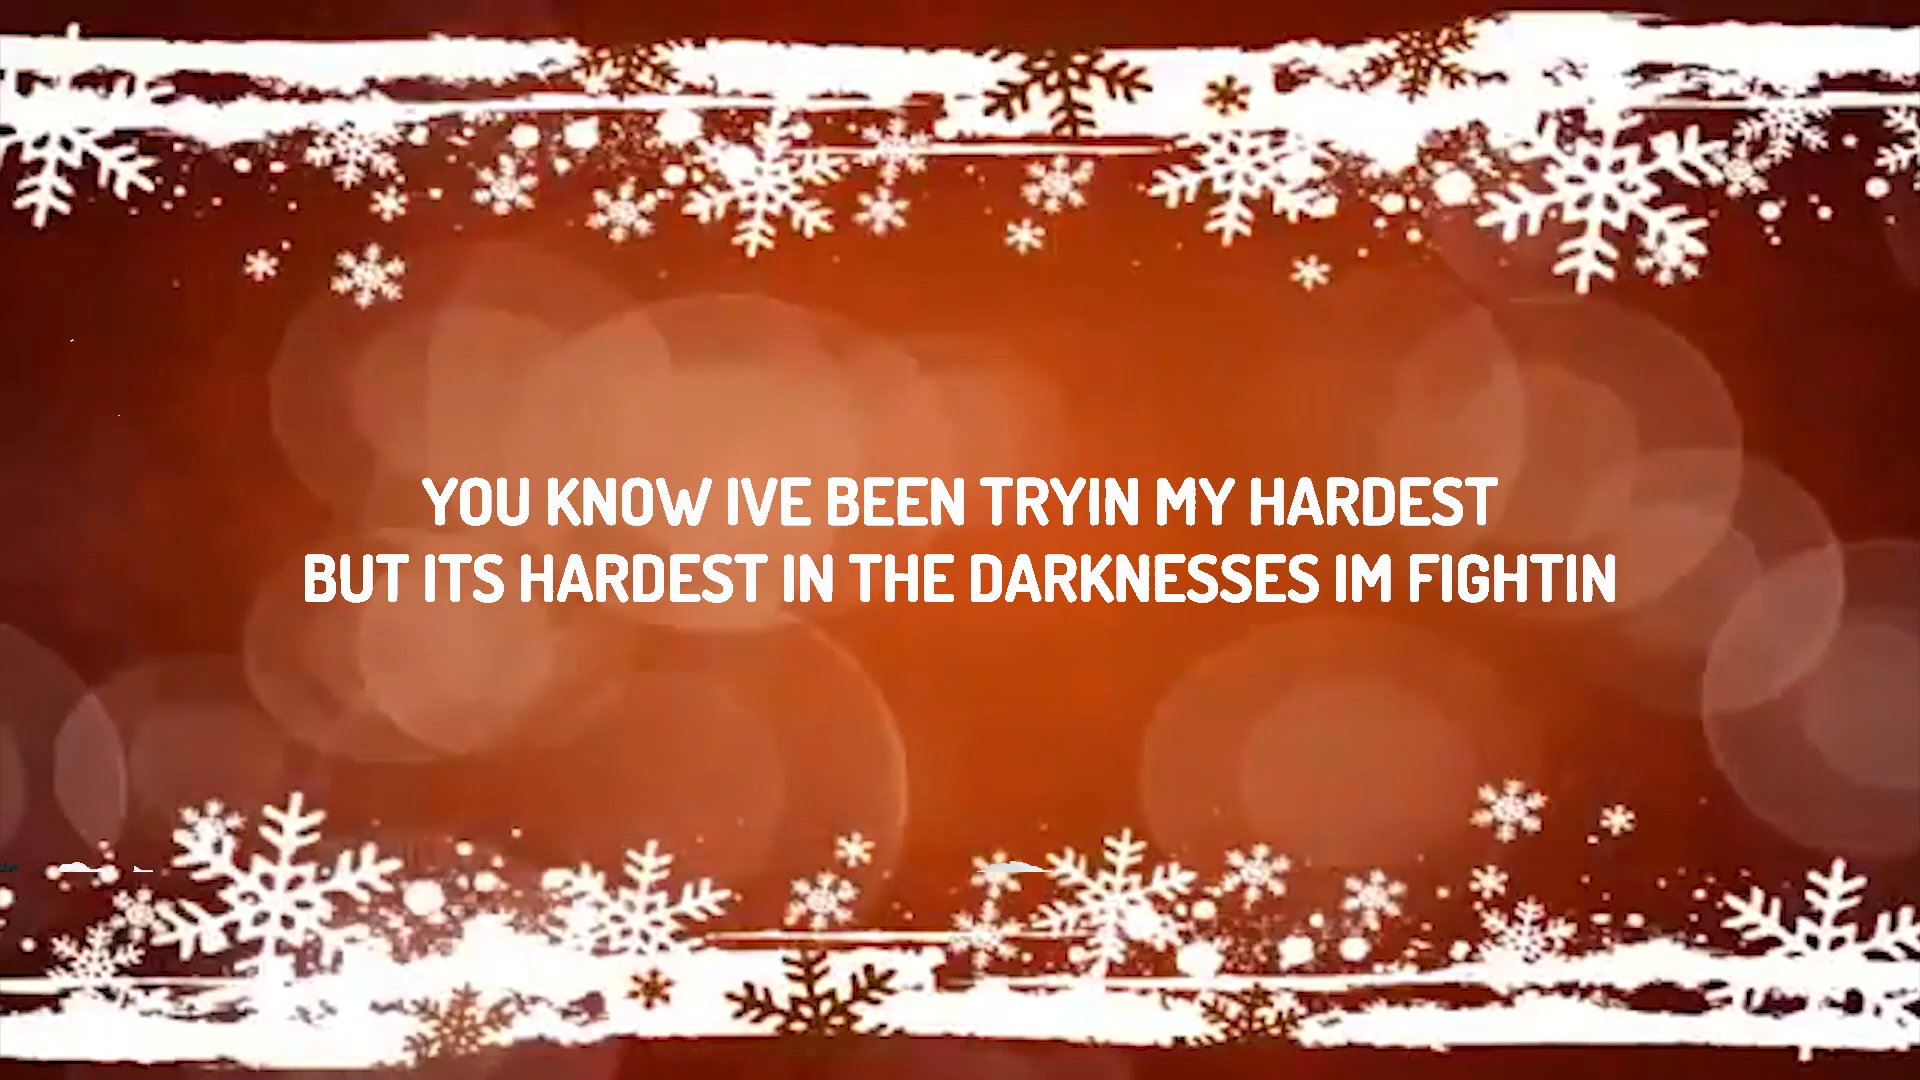 YOU KNOW IVE BEEN TRYIN MY HARDEST
BUT ITS HARDEST IN THE DARKNESSES IM FIGHTIN